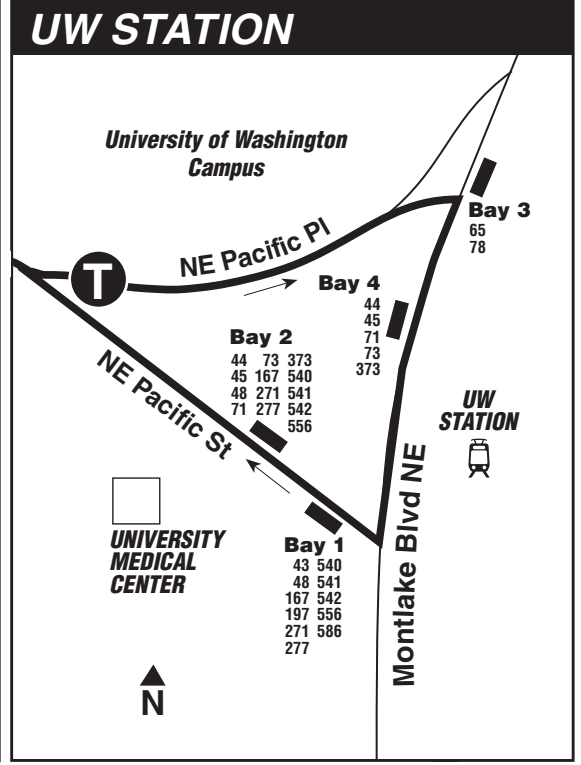 UW STATION
University of Washington
Campus
NE Pacific Pl
T
Bay 3
65
78
Bay 4
44
45
71
73
373
Bay 2
44 73 373
45 167 540
48 271 541
71 277 542
556
NE Pacific St
UW
STATION
UNIVERSITY
MEDICAL
CENTER
Bay 1
43 540
48 541
167 542
197 556
271 586
277
Montlake Blvd NE
N